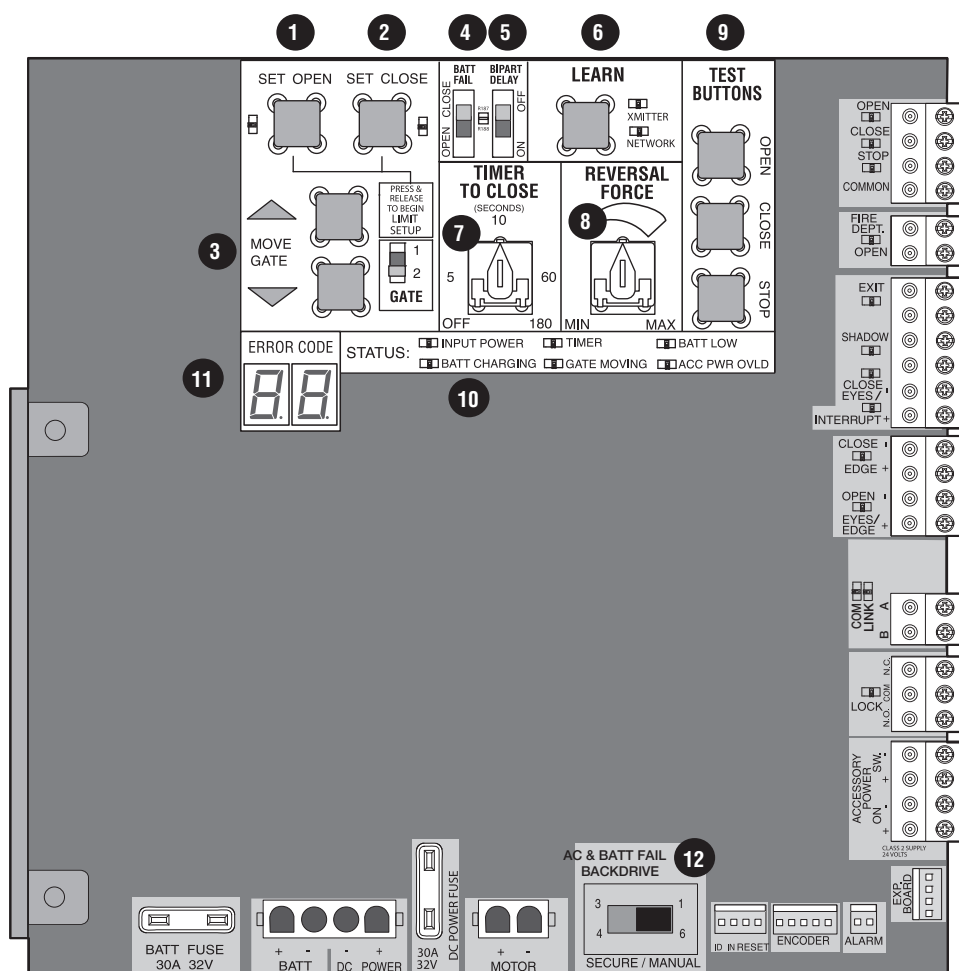 1 2 4 5 6 9
SET OPEN SET CLOSE
BATT FAIL
OPEN CLOSE
R187
R188
BIPART DELAY
ON OFF
LEARN
XMITTER
NETWORK
TEST BUTTONS
OPEN
CLOSE
STOP
3
MOVE GATE
PRESS & RELEASE TO BEGIN LIMIT SETUP
1
2
GATE
TIMER TO CLOSE
(SECONDS)
10
7
5 60
OFF 180
REVERSAL FORCE
8
MIN MAX
11
ERROR CODE
8.8.
STATUS:
INPUT POWER TIMER BATT LOW
BATT CHARGING GATE MOVING ACC PWR OVLD
10
OPEN
CLOSE
STOP
COMMON
FIRE DEPT.
OPEN
EXIT
SHADOW
CLOSE EYES/ -
INTERRUPT +
CLOSE -
EDGE +
OPEN -
EYES/ EDGE +
COM LINK
A
B
LOCK
N.C.
COM
N.O.
ACCESSORY POWER
SW. - +
ON - +
CLASS 2 SUPPLY
24 VOLTS
EXP. BOARD
BATT FUSE
30A 32V
+ - - +
BATT DC POWER
DC POWER FUSE
30A
32V
+ -
MOTOR
AC & BATT FAIL 12
BACKDRIVE
3 1
4 6
SECURE / MANUAL
ID IN RESET
ENCODER
ALARM